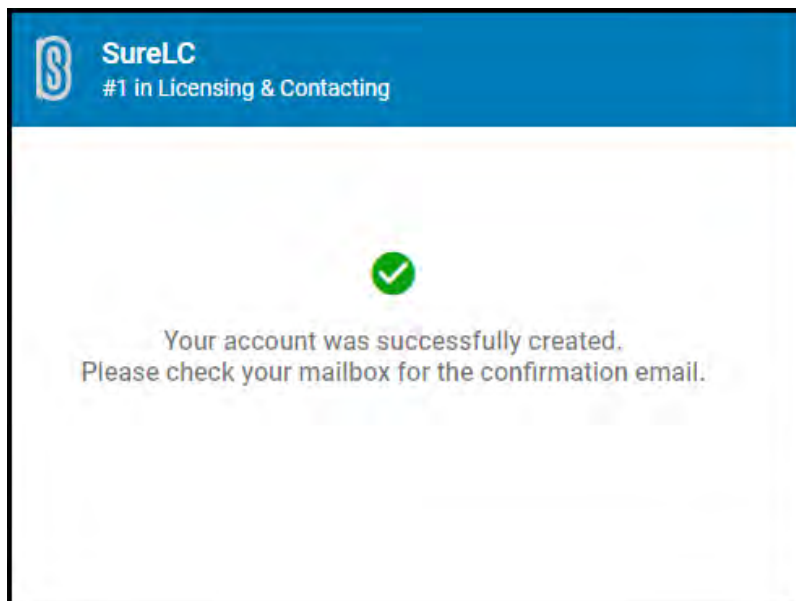 SureLC
#1 in Licensing & Contacting
Your account was successfully created.
Please check your mailbox for the confirmation email.